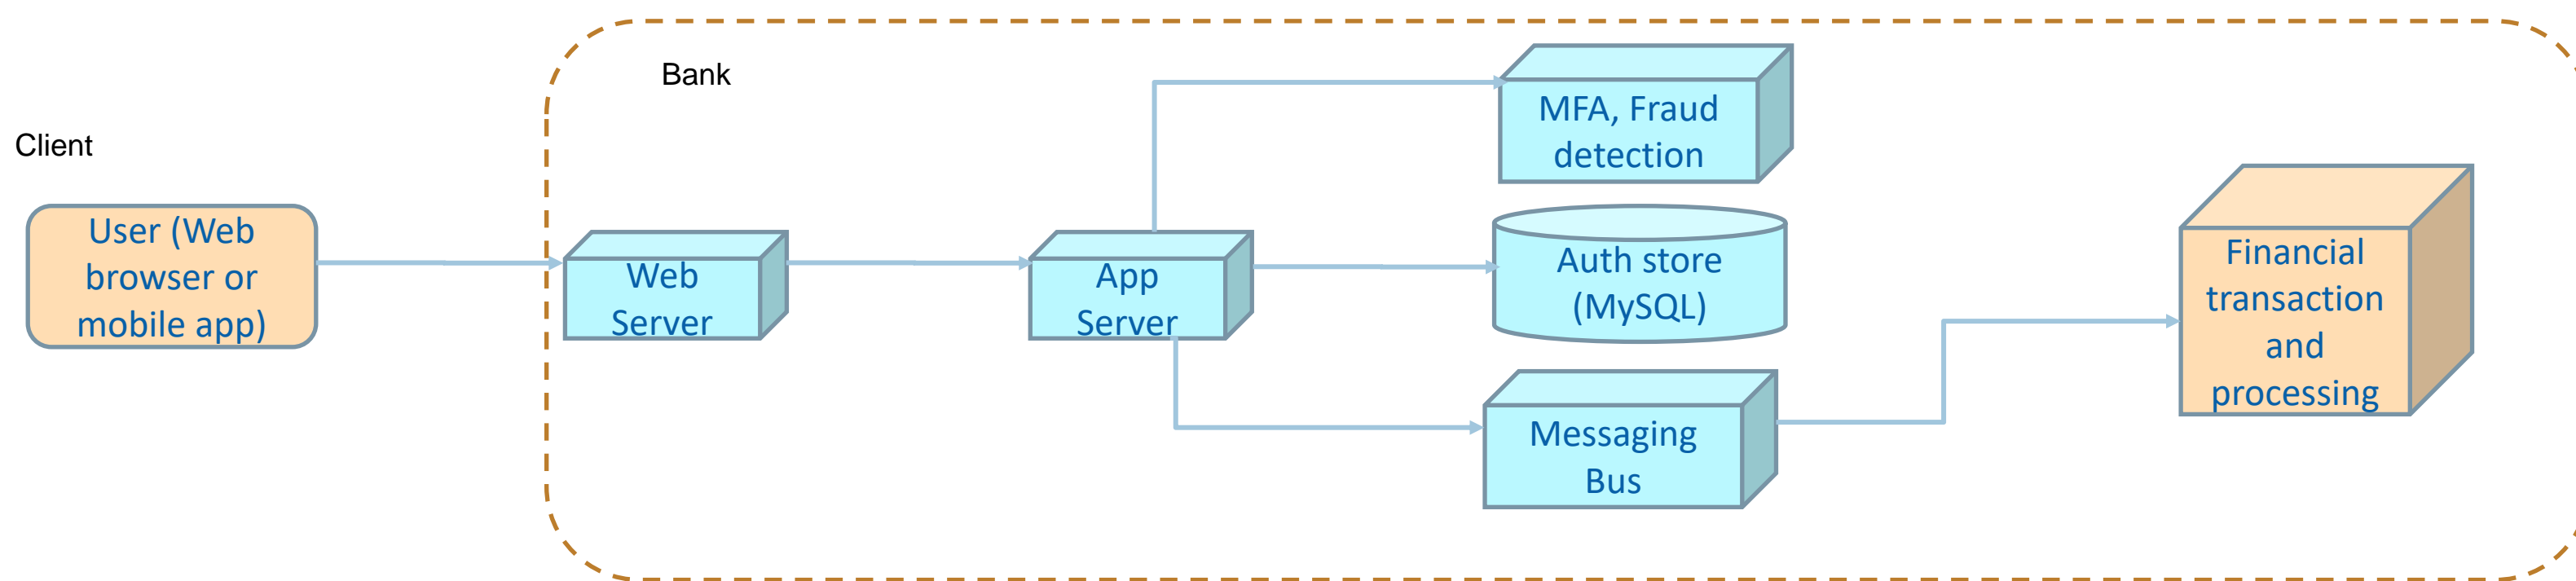 Bank
Client
User (Web
browser or
mobile app)
Web
Server
App
Server
MFA, Fraud
detection
Auth store
(MySQL)
Messaging
Bus
Financial
transaction
and
processing